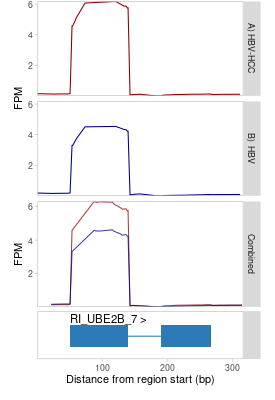 6
4
2
FPM
A) HBV-HCC
4
2
B) HBV
6
4
2
FPM
Combined
RI_UBE2B_7 >
100 200 300
Distance from region start (bp)